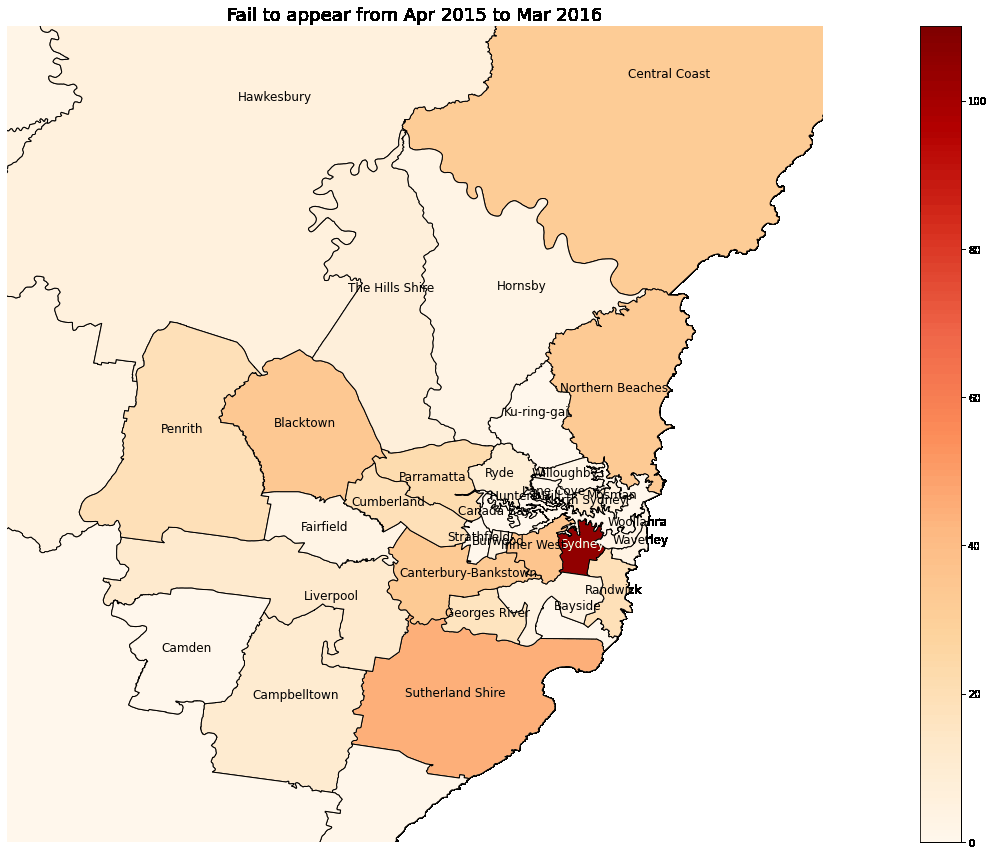 Fail to appear from Apr 2015 to Mar 2016
Central Coast
Hawkesbury
100
80
The Hills Shire
Hornsby
Northern Beaches
60
Ku-ring-gai
Blacktown
Penrith
Ryde
Willoughby
Parramatta
Lane Cove
Mosman
Hunters
North Sydney
Cumberland
Canada Bay
Woollahra
Fairfield
Strathfield
Burwood
Waverley
Inner West
Sydney
40
Canterbury-Bankstown
Randwick
Liverpool
Bayside
Georges River
Camden
Sutherland Shire
Campbelltown
20
0